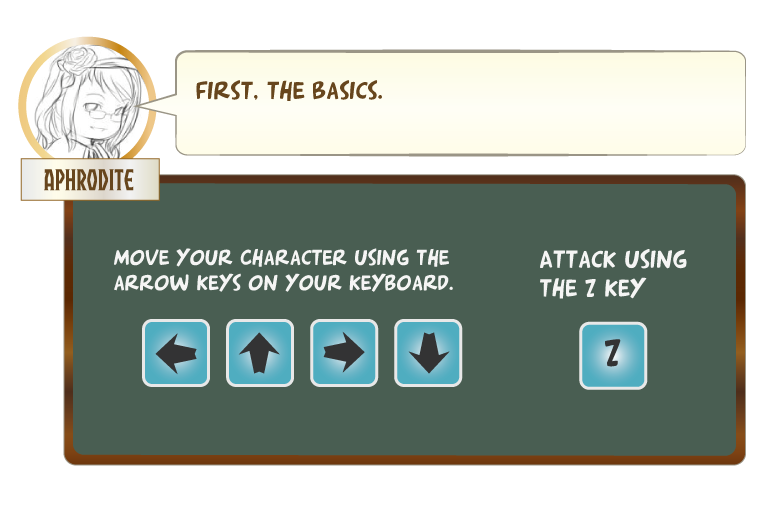 FIRST, THE BASICS.
APHRODITE
MOVE YOUR CHARACTER USING THE
ARROW KEYS ON YOUR KEYBOARD.
ATTACK USING
THE Z KEY
Z